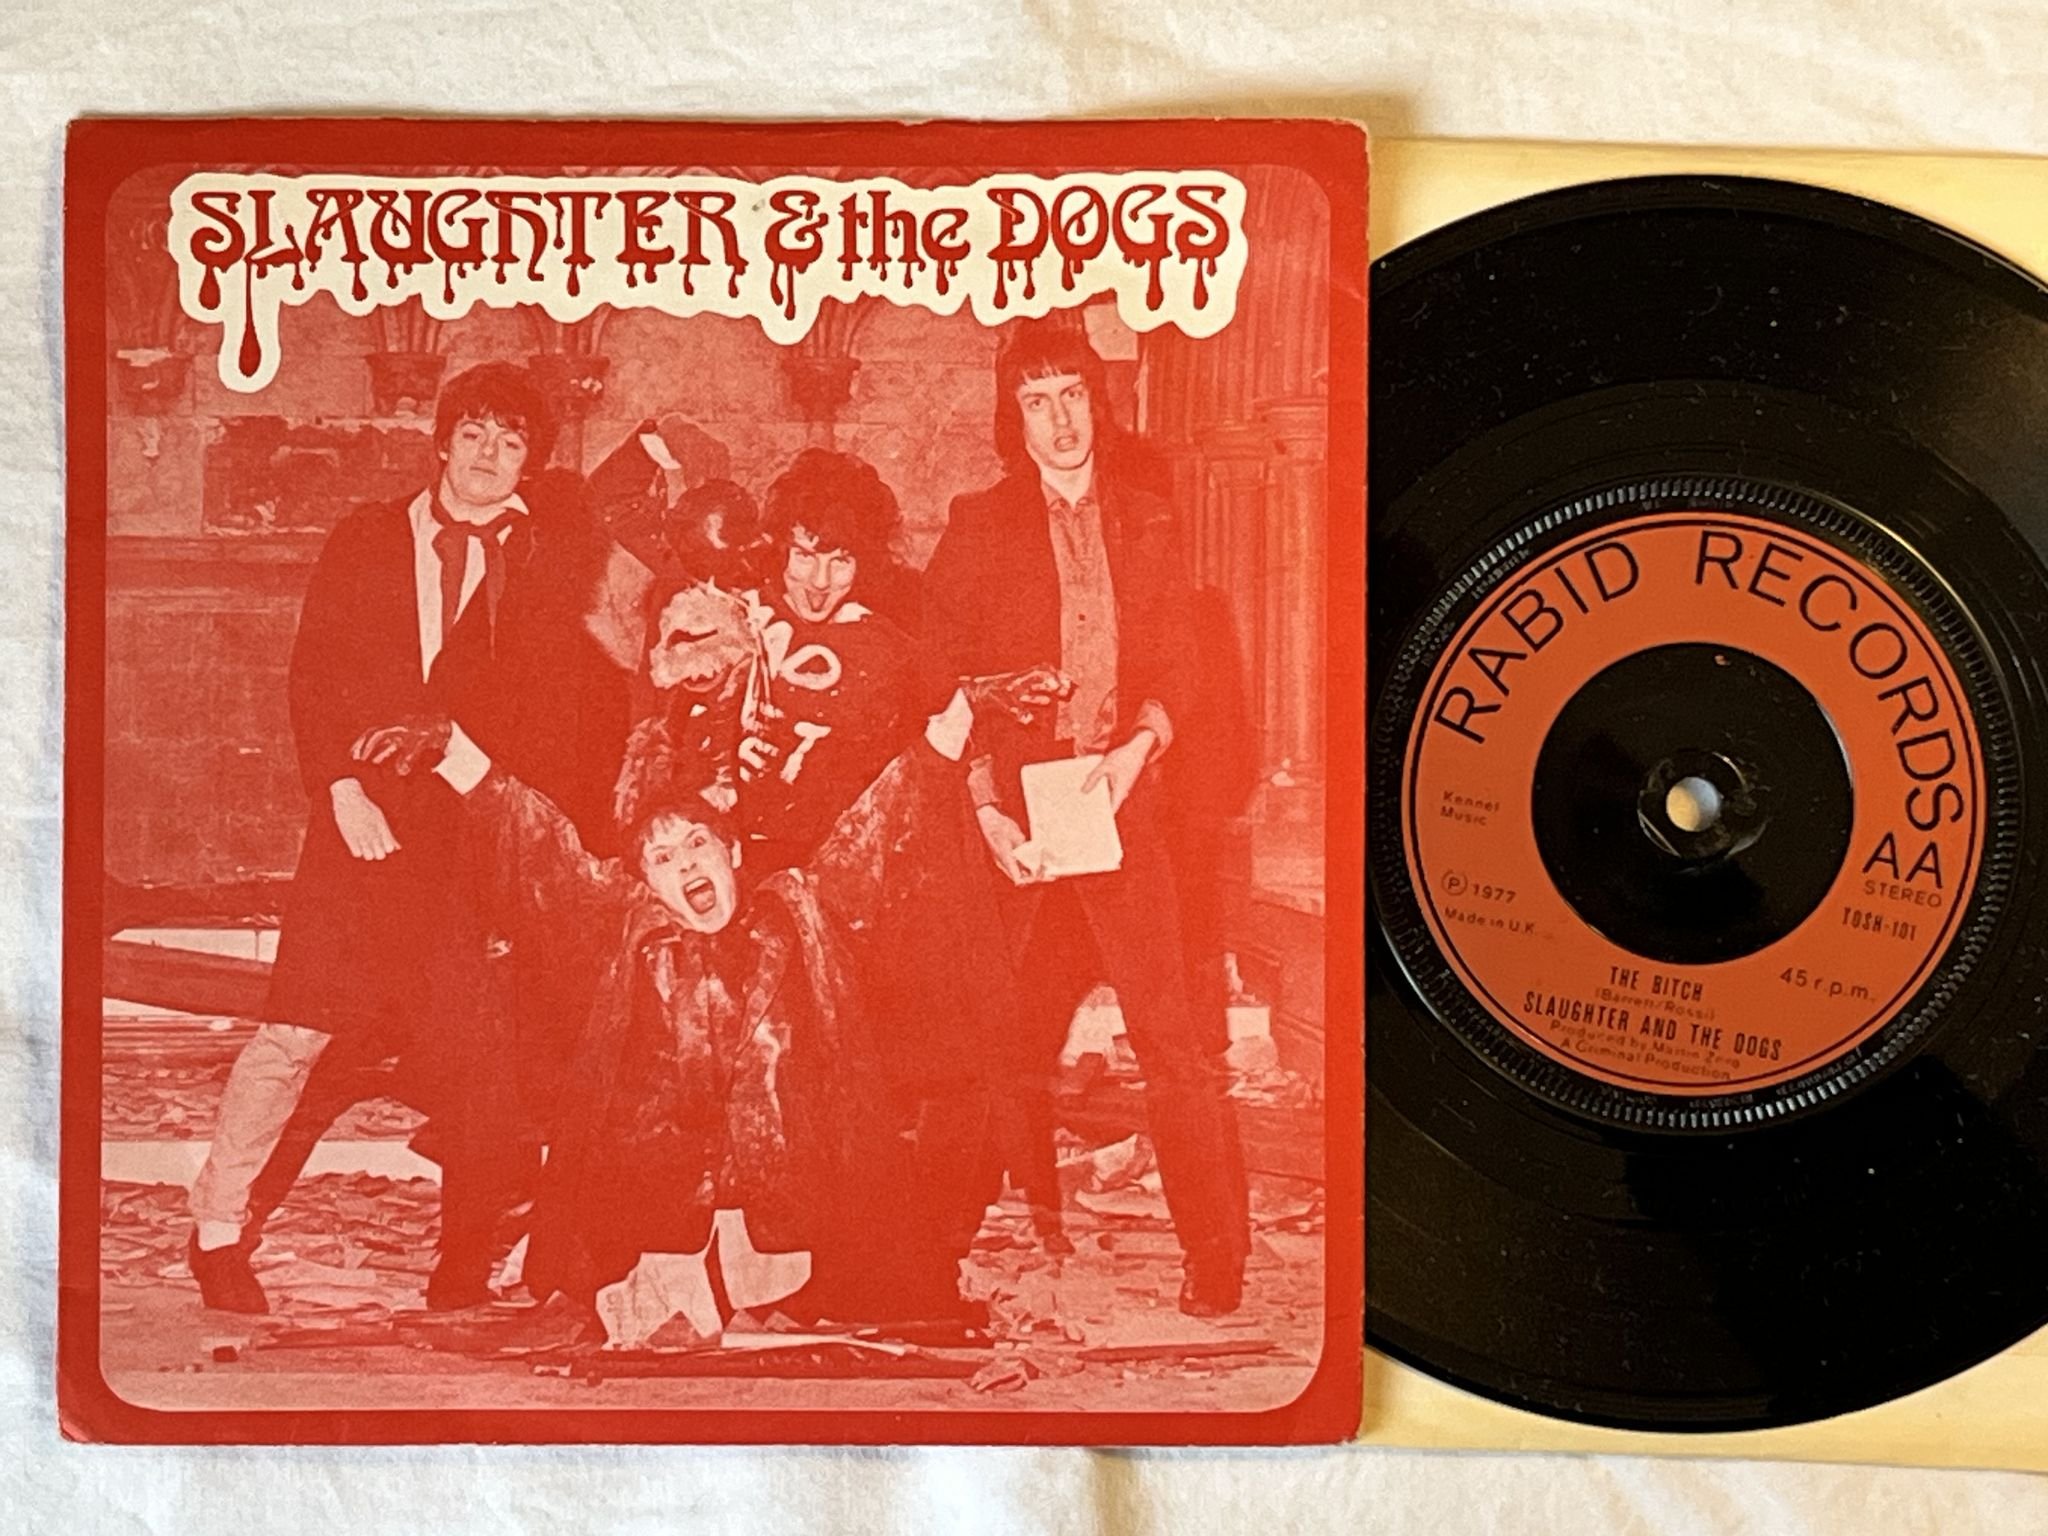 SLAUGHTER & the DOGS
RABID RECORDS
Kennel
Music
AA
STEREO
Ⓟ 1977
TOSH-101
Made in U.K.
45 r.p.m.
THE BITCH
(Barrett/Rossi)
SLAUGHTER AND THE DOGS
Produced by Martin Zero
A Criminal Production